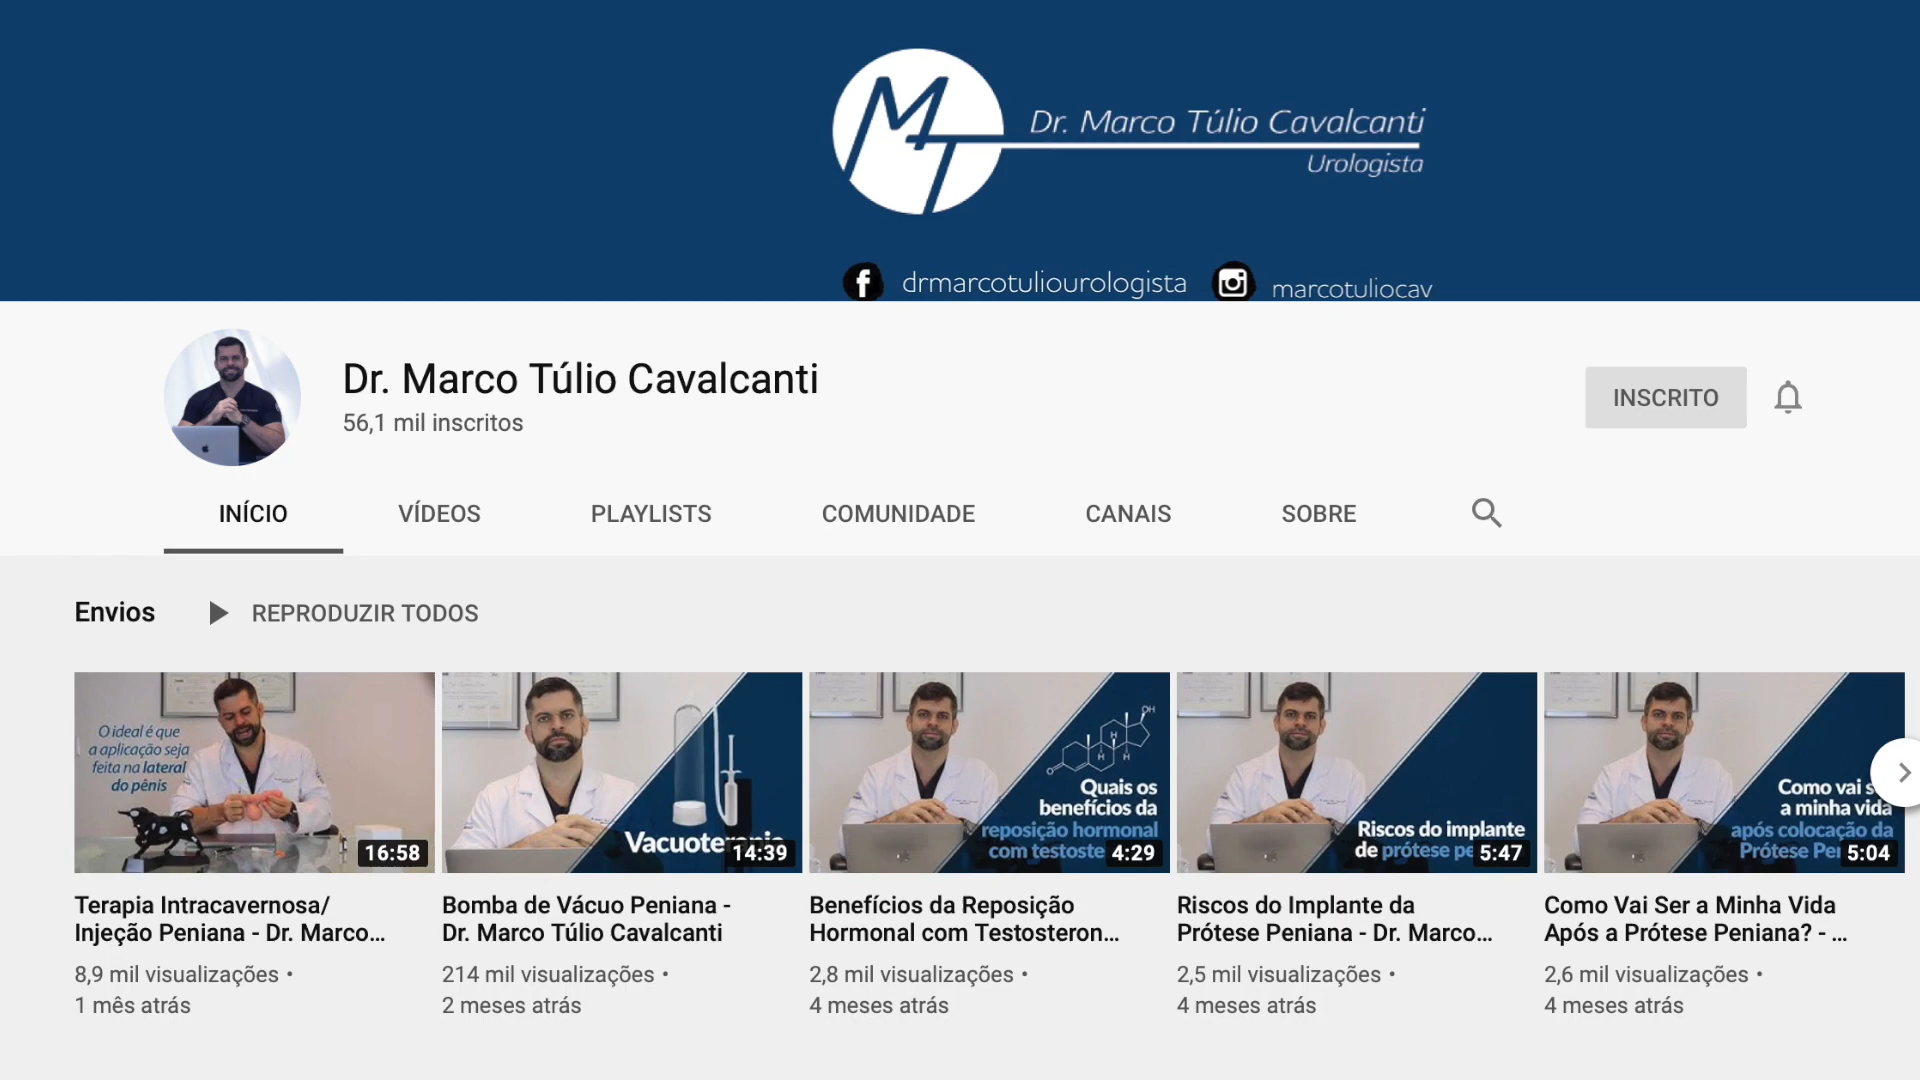 MT
Dr. Marco Túlio Cavalcanti
Urologista
drmarcotuliourologista
marcotuliocav
Dr. Marco Túlio Cavalcanti
56,1 mil inscritos
INSCRITO
INÍCIO
VÍDEOS
PLAYLISTS
COMUNIDADE
CANAIS
SOBRE
Envios
REPRODUZIR TODOS
O ideal é que
a aplicação seja
feita na lateral
do pênis
16:58
Terapia Intracavernosa/
Injeção Peniana - Dr. Marco...
8,9 mil visualizações •
1 mês atrás
Vacuoterapia
14:39
Bomba de Vácuo Peniana -
Dr. Marco Túlio Cavalcanti
214 mil visualizações •
2 meses atrás
OH
H
H
H
O
Quais os
benefícios da
reposição hormonal
com testoste
4:29
Benefícios da Reposição
Hormonal com Testosteron...
2,8 mil visualizações •
4 meses atrás
Riscos do implante
de prótese pe
5:47
Riscos do Implante da
Prótese Peniana - Dr. Marco...
2,5 mil visualizações •
4 meses atrás
Como vai s
a minha vida
após colocação da
Prótese Pe
5:04
Como Vai Ser a Minha Vida
Após a Prótese Peniana? - ...
2,6 mil visualizações •
4 meses atrás